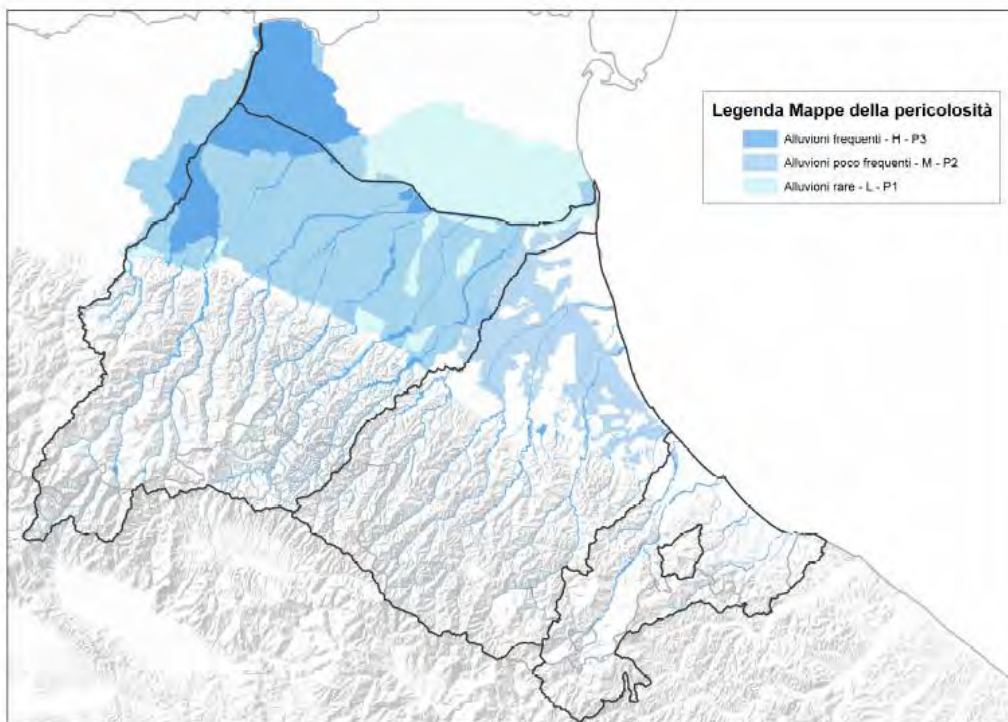 Legenda Mappe della pericolosità
Alluvioni frequenti - H - P3
Alluvioni poco frequenti - M - P2
Alluvioni rare - L - P1